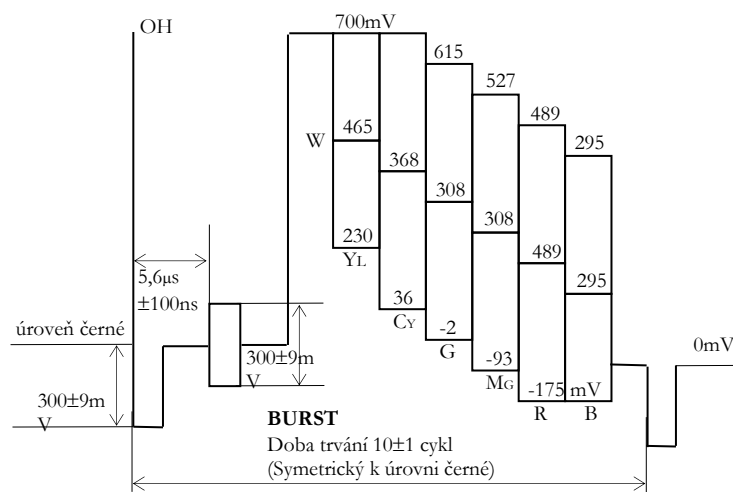 OH
700mV
615
527
489
295
W
465
368
308
308
489
295
230
YL
36
CY
-2
G
-93
MG
-175 mV
R
B
0mV
5,6µs
±100ns
úroveň černé
300±9m
V
300±9m
V
BURST
Doba trvání 10±1 cykl
(Symetrický k úrovni černé)